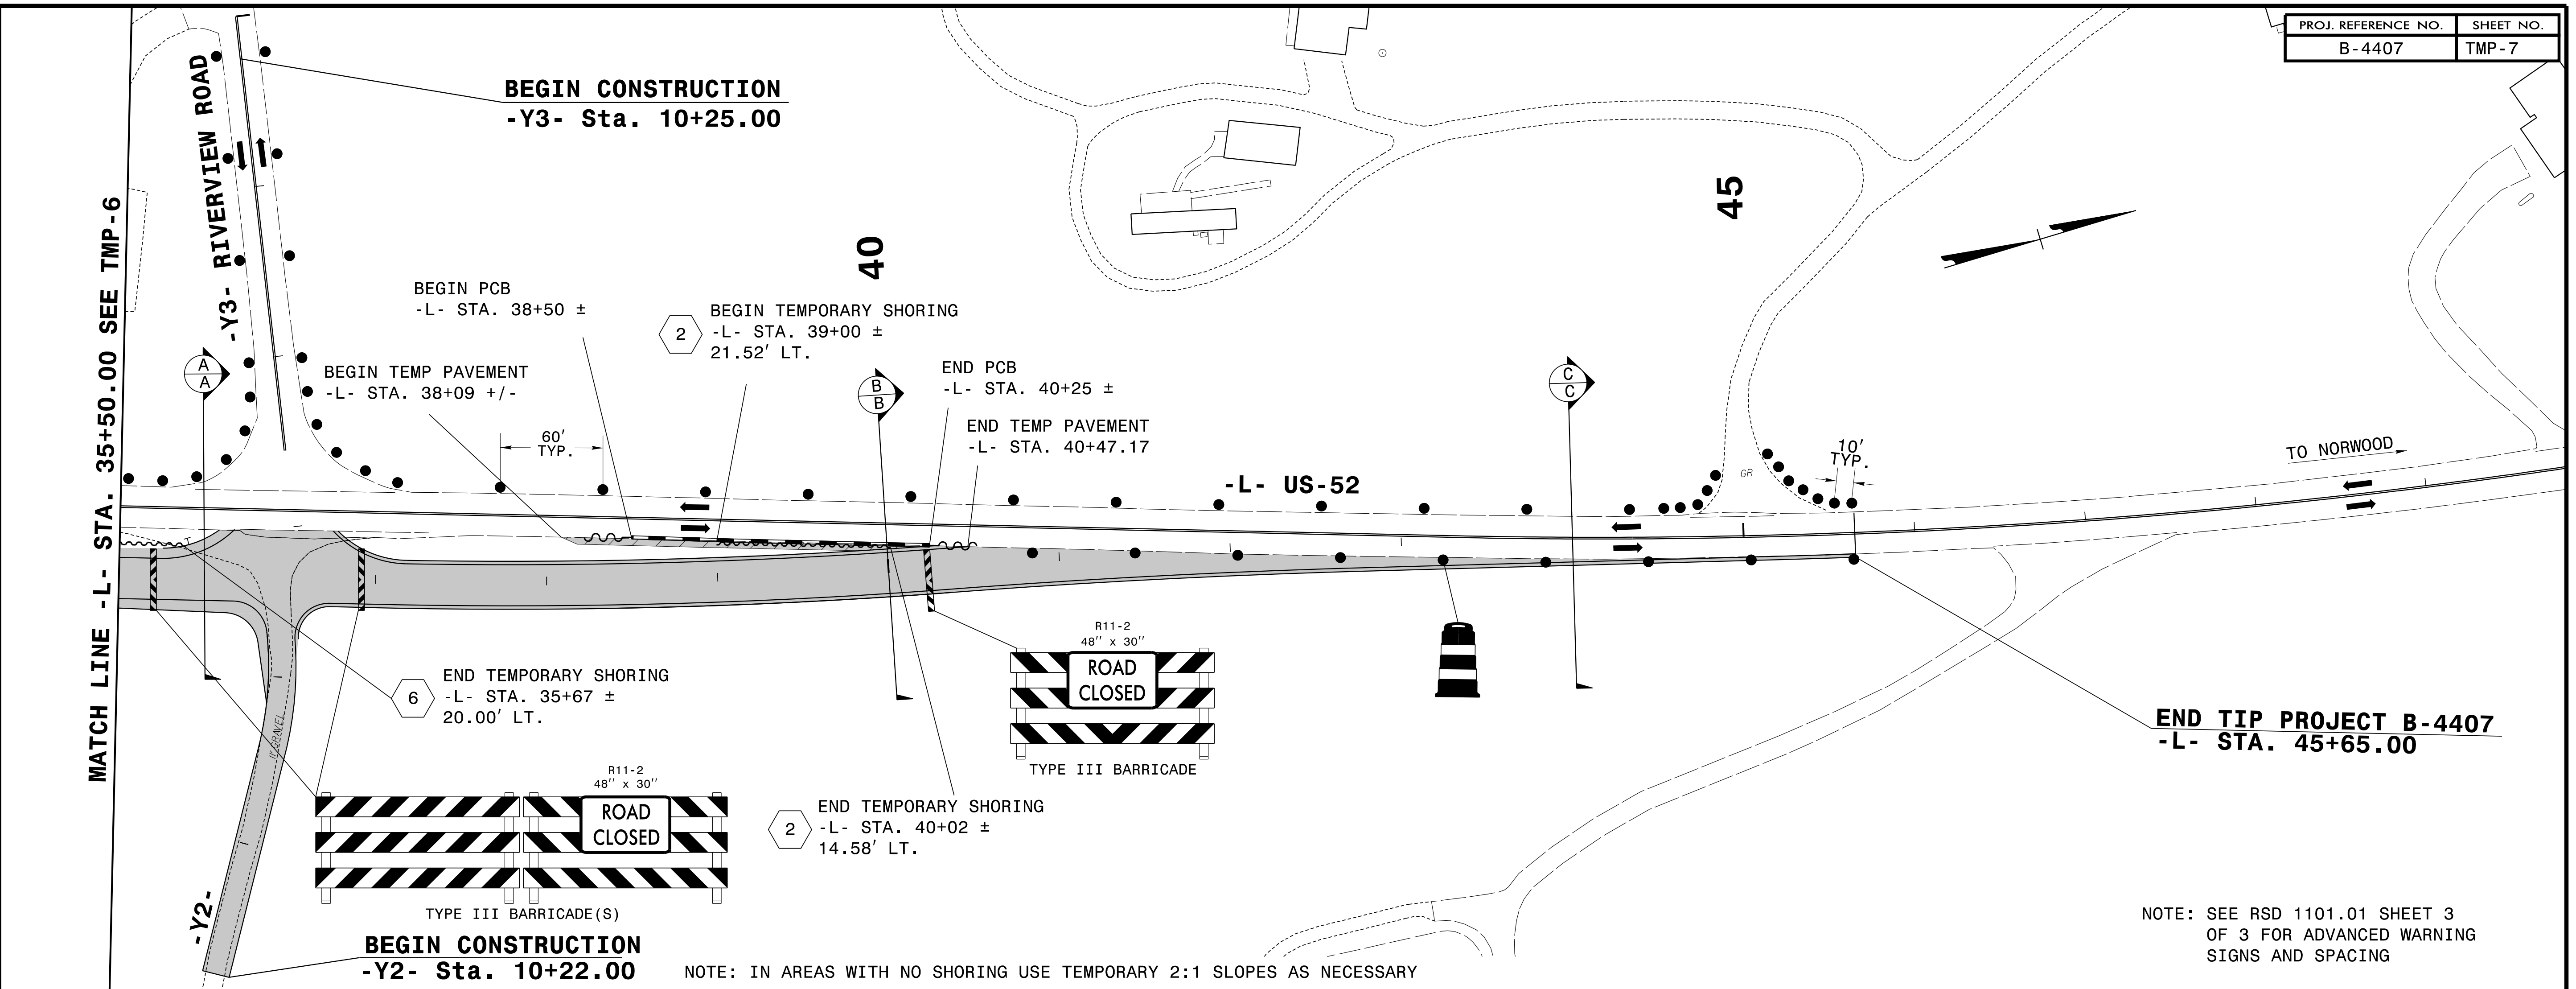 PROJ. REFERENCE NO.
SHEET NO.
B-4407
TMP-7
MATCH LINE -L- STA. 35+50.00 SEE TMP-6
-Y3- RIVERVIEW ROAD
BEGIN CONSTRUCTION
-Y3- Sta. 10+25.00
40
45
BEGIN PCB
-L- STA. 38+50 ±
2
BEGIN TEMPORARY SHORING
-L- STA. 39+00 ±
21.52' LT.
A
A
BEGIN TEMP PAVEMENT
-L- STA. 38+09 +/-
B
B
END PCB
-L- STA. 40+25 ±
END TEMP PAVEMENT
-L- STA. 40+47.17
C
C
60'
TYP.
-L- US-52
GR
10'
TYP.
TO NORWOOD
6
END TEMPORARY SHORING
-L- STA. 35+67 ±
20.00' LT.
R11-2
48'' x 30''
ROAD
CLOSED
TYPE III BARRICADE
END TIP PROJECT B-4407
-L- STA. 45+65.00
R11-2
48'' x 30''
ROAD
CLOSED
TYPE III BARRICADE(S)
2
END TEMPORARY SHORING
-L- STA. 40+02 ±
14.58' LT.
GRAVEL
-Y2-
BEGIN CONSTRUCTION
-Y2- Sta. 10+22.00
NOTE: IN AREAS WITH NO SHORING USE TEMPORARY 2:1 SLOPES AS NECESSARY
NOTE: SEE RSD 1101.01 SHEET 3
OF 3 FOR ADVANCED WARNING
SIGNS AND SPACING